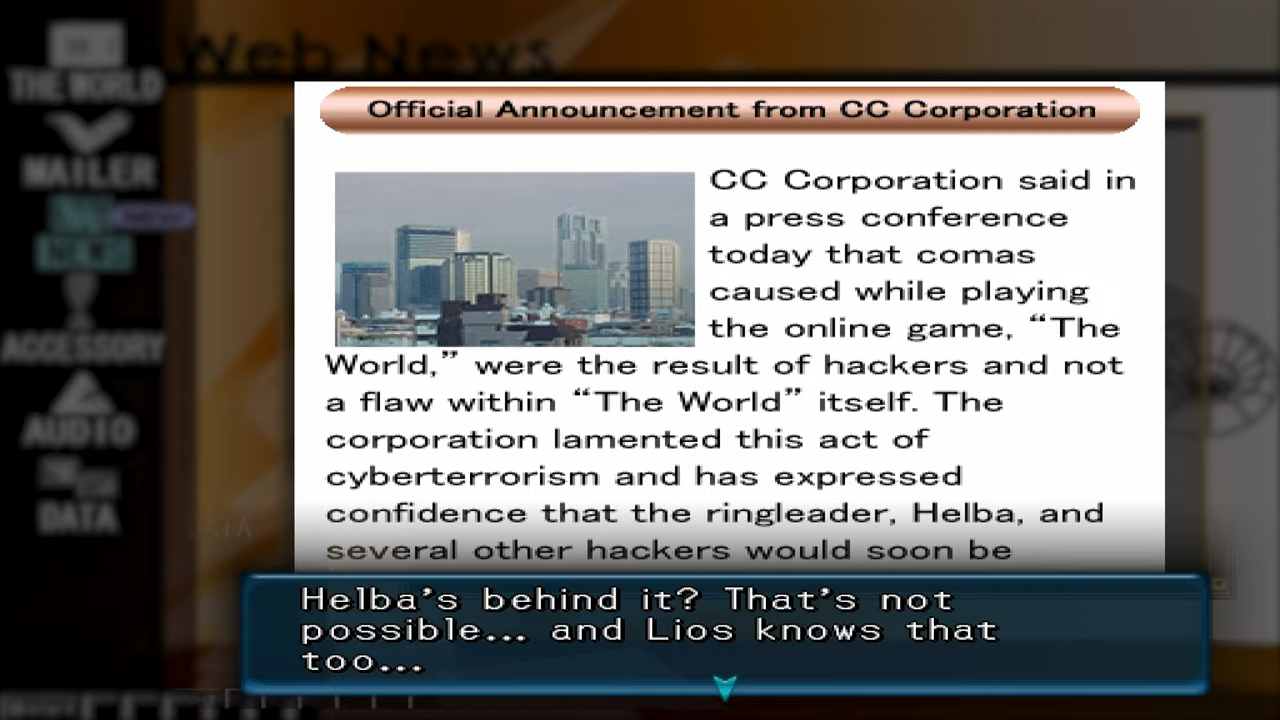 Web News
THE WORLD
MAILER
NEWS
ACCESSORY
AUDIO
DATA
DATA
Official Announcement from CC Corporation
CC Corporation said in
a press conference
today that comas
caused while playing
the online game, “The
World,” were the result of hackers and not
a flaw within “The World” itself. The
corporation lamented this act of
cyberterrorism and has expressed
confidence that the ringleader, Helba, and
several other hackers would soon be
Helba's behind it? That's not
possible... and Lios knows that
too...